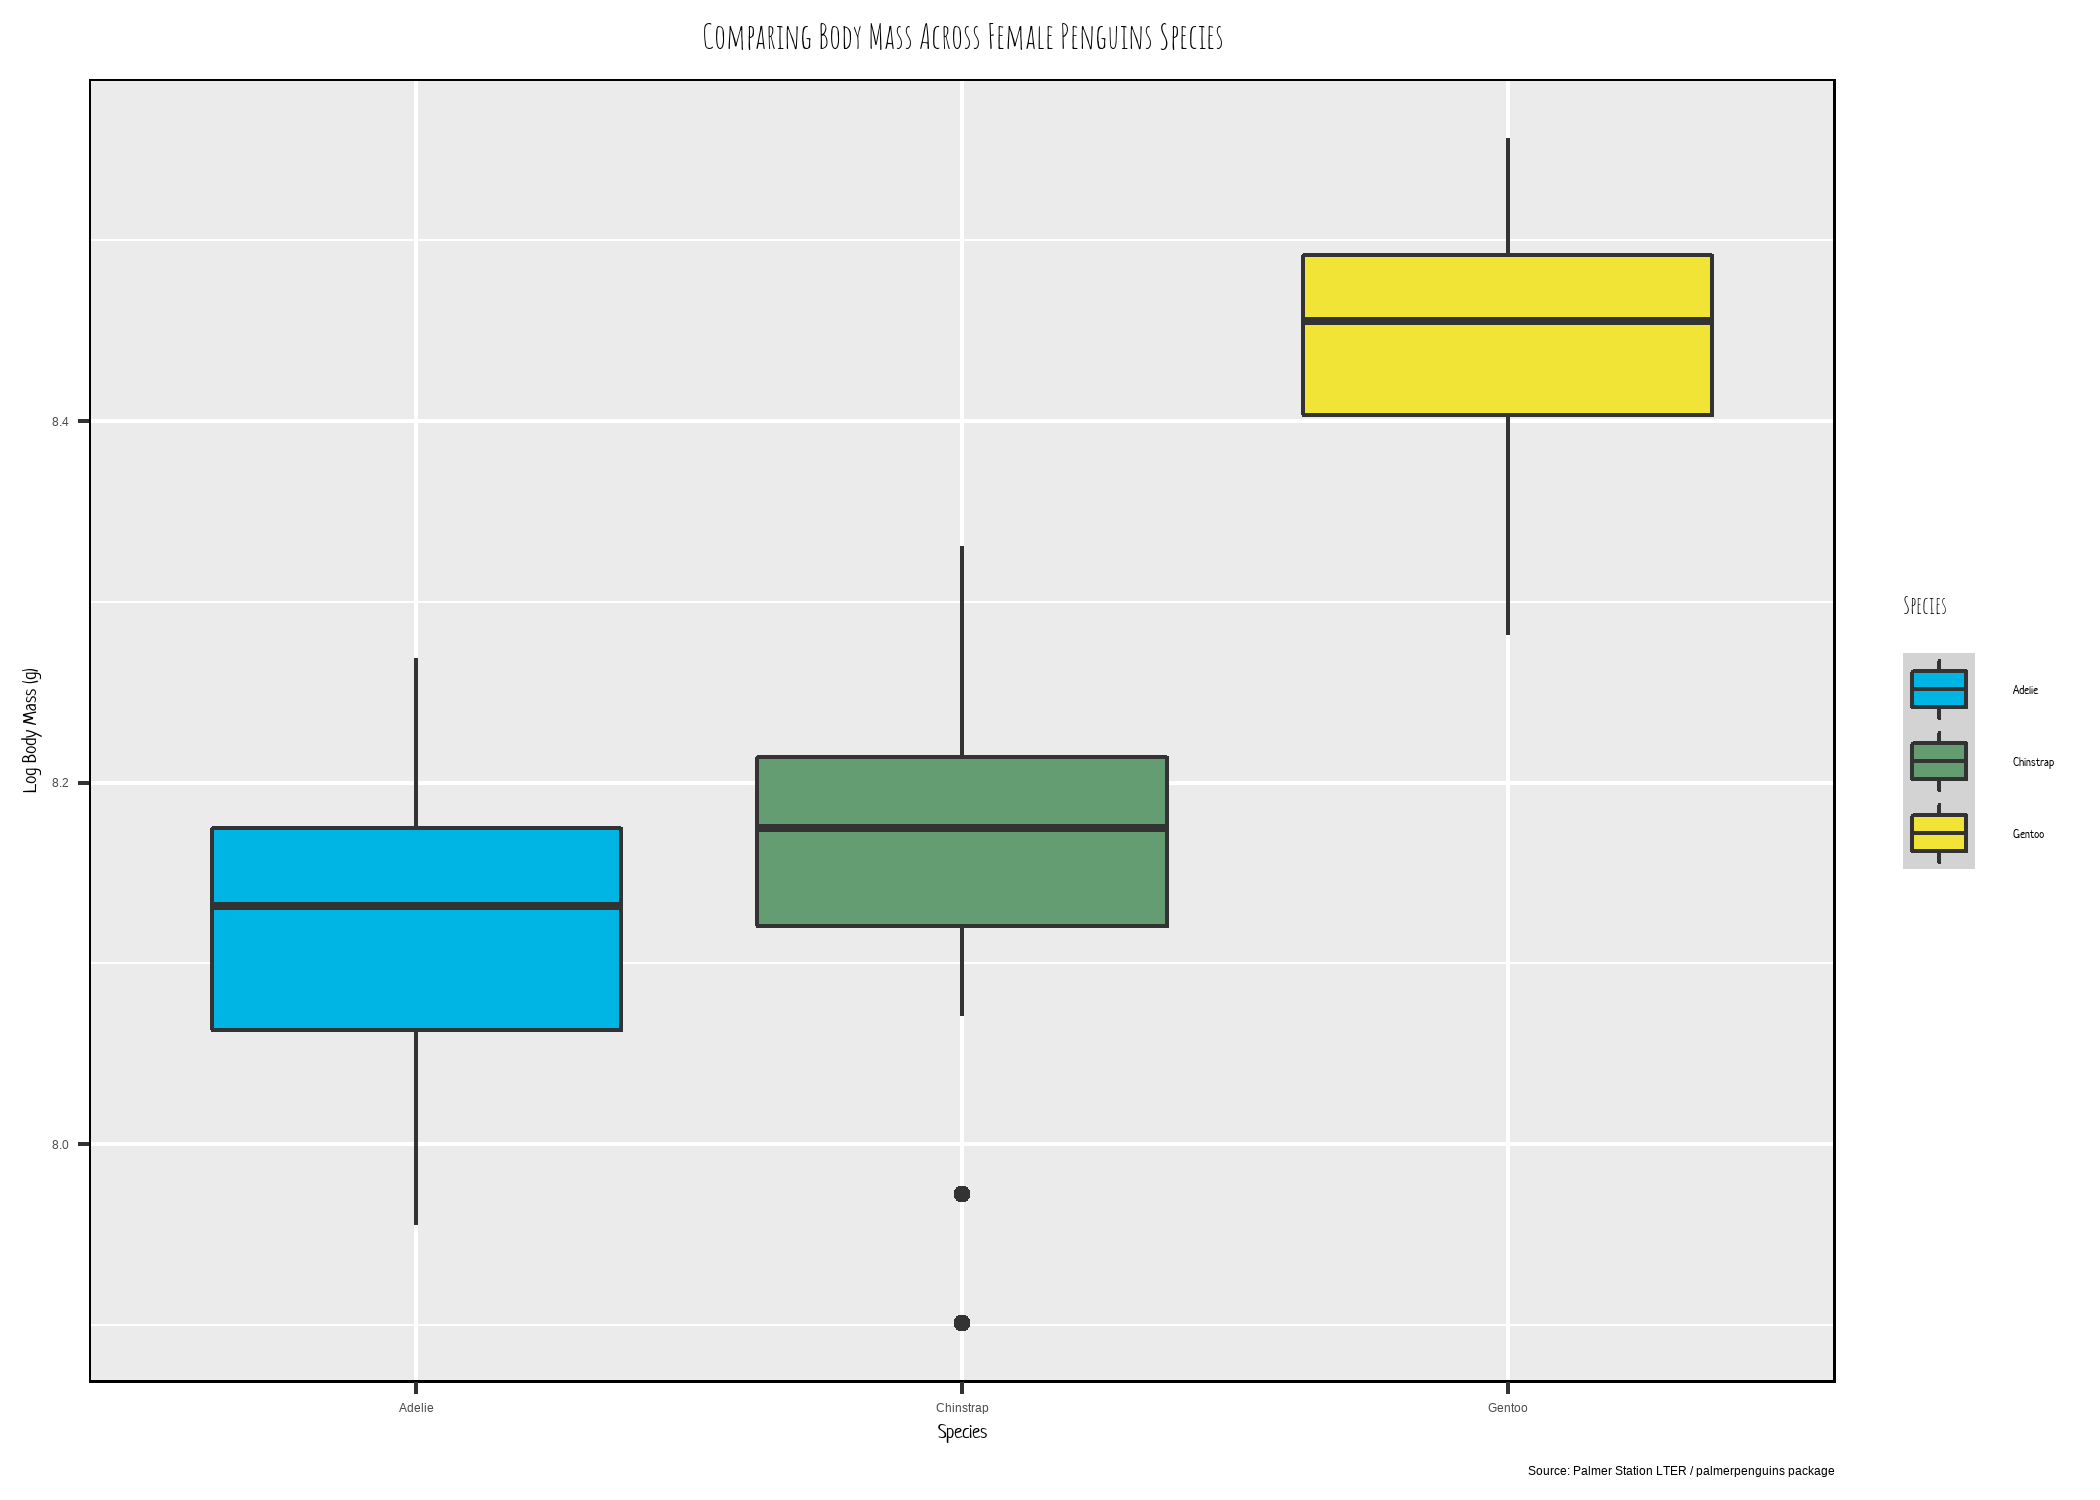 Comparing Body Mass Across Female Penguins Species
Log Body Mass (g)
8.4
8.2
8.0
Adelie
Chinstrap
Gentoo
Species
Species
Adelie
Chinstrap
Gentoo
Source: Palmer Station LTER / palmerpenguins package